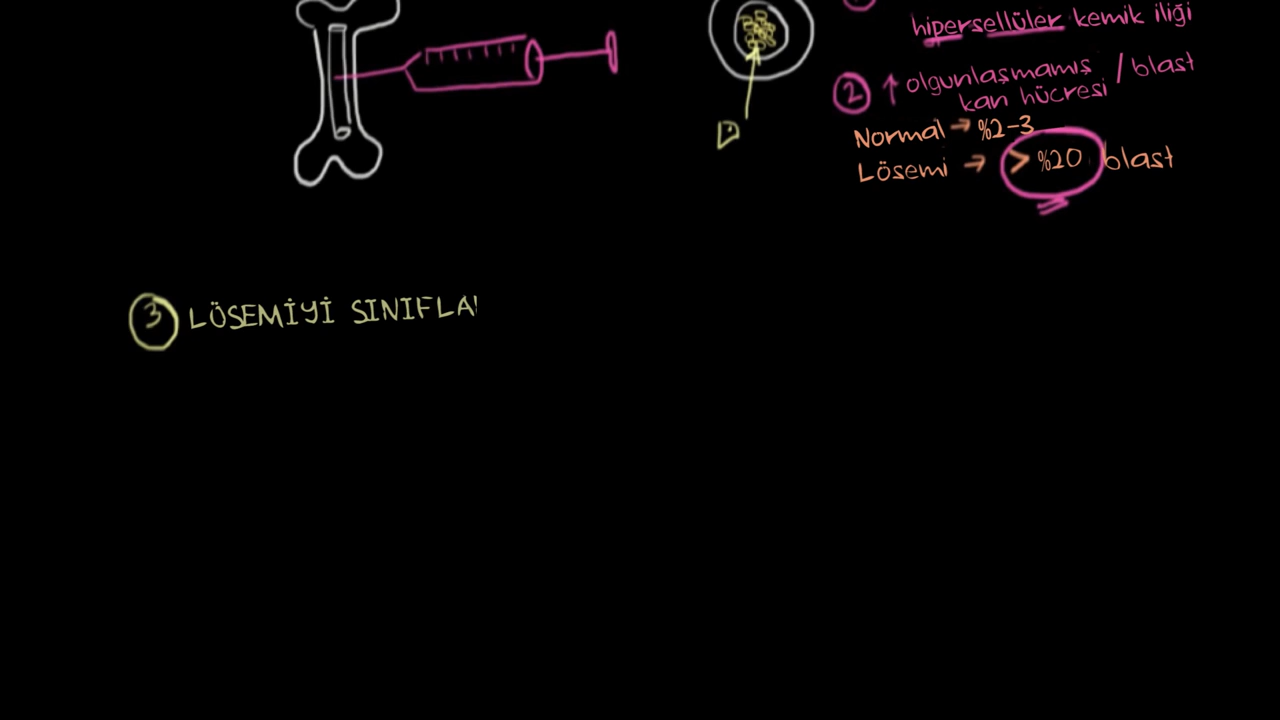 hipersellüler kemik iliği
2 ↑ olgunlaşmamış / blast
kan hücresi
Normal → %2-3
Lösemi → > %20 blast
3 LÖSEMİYİ SINIFLA